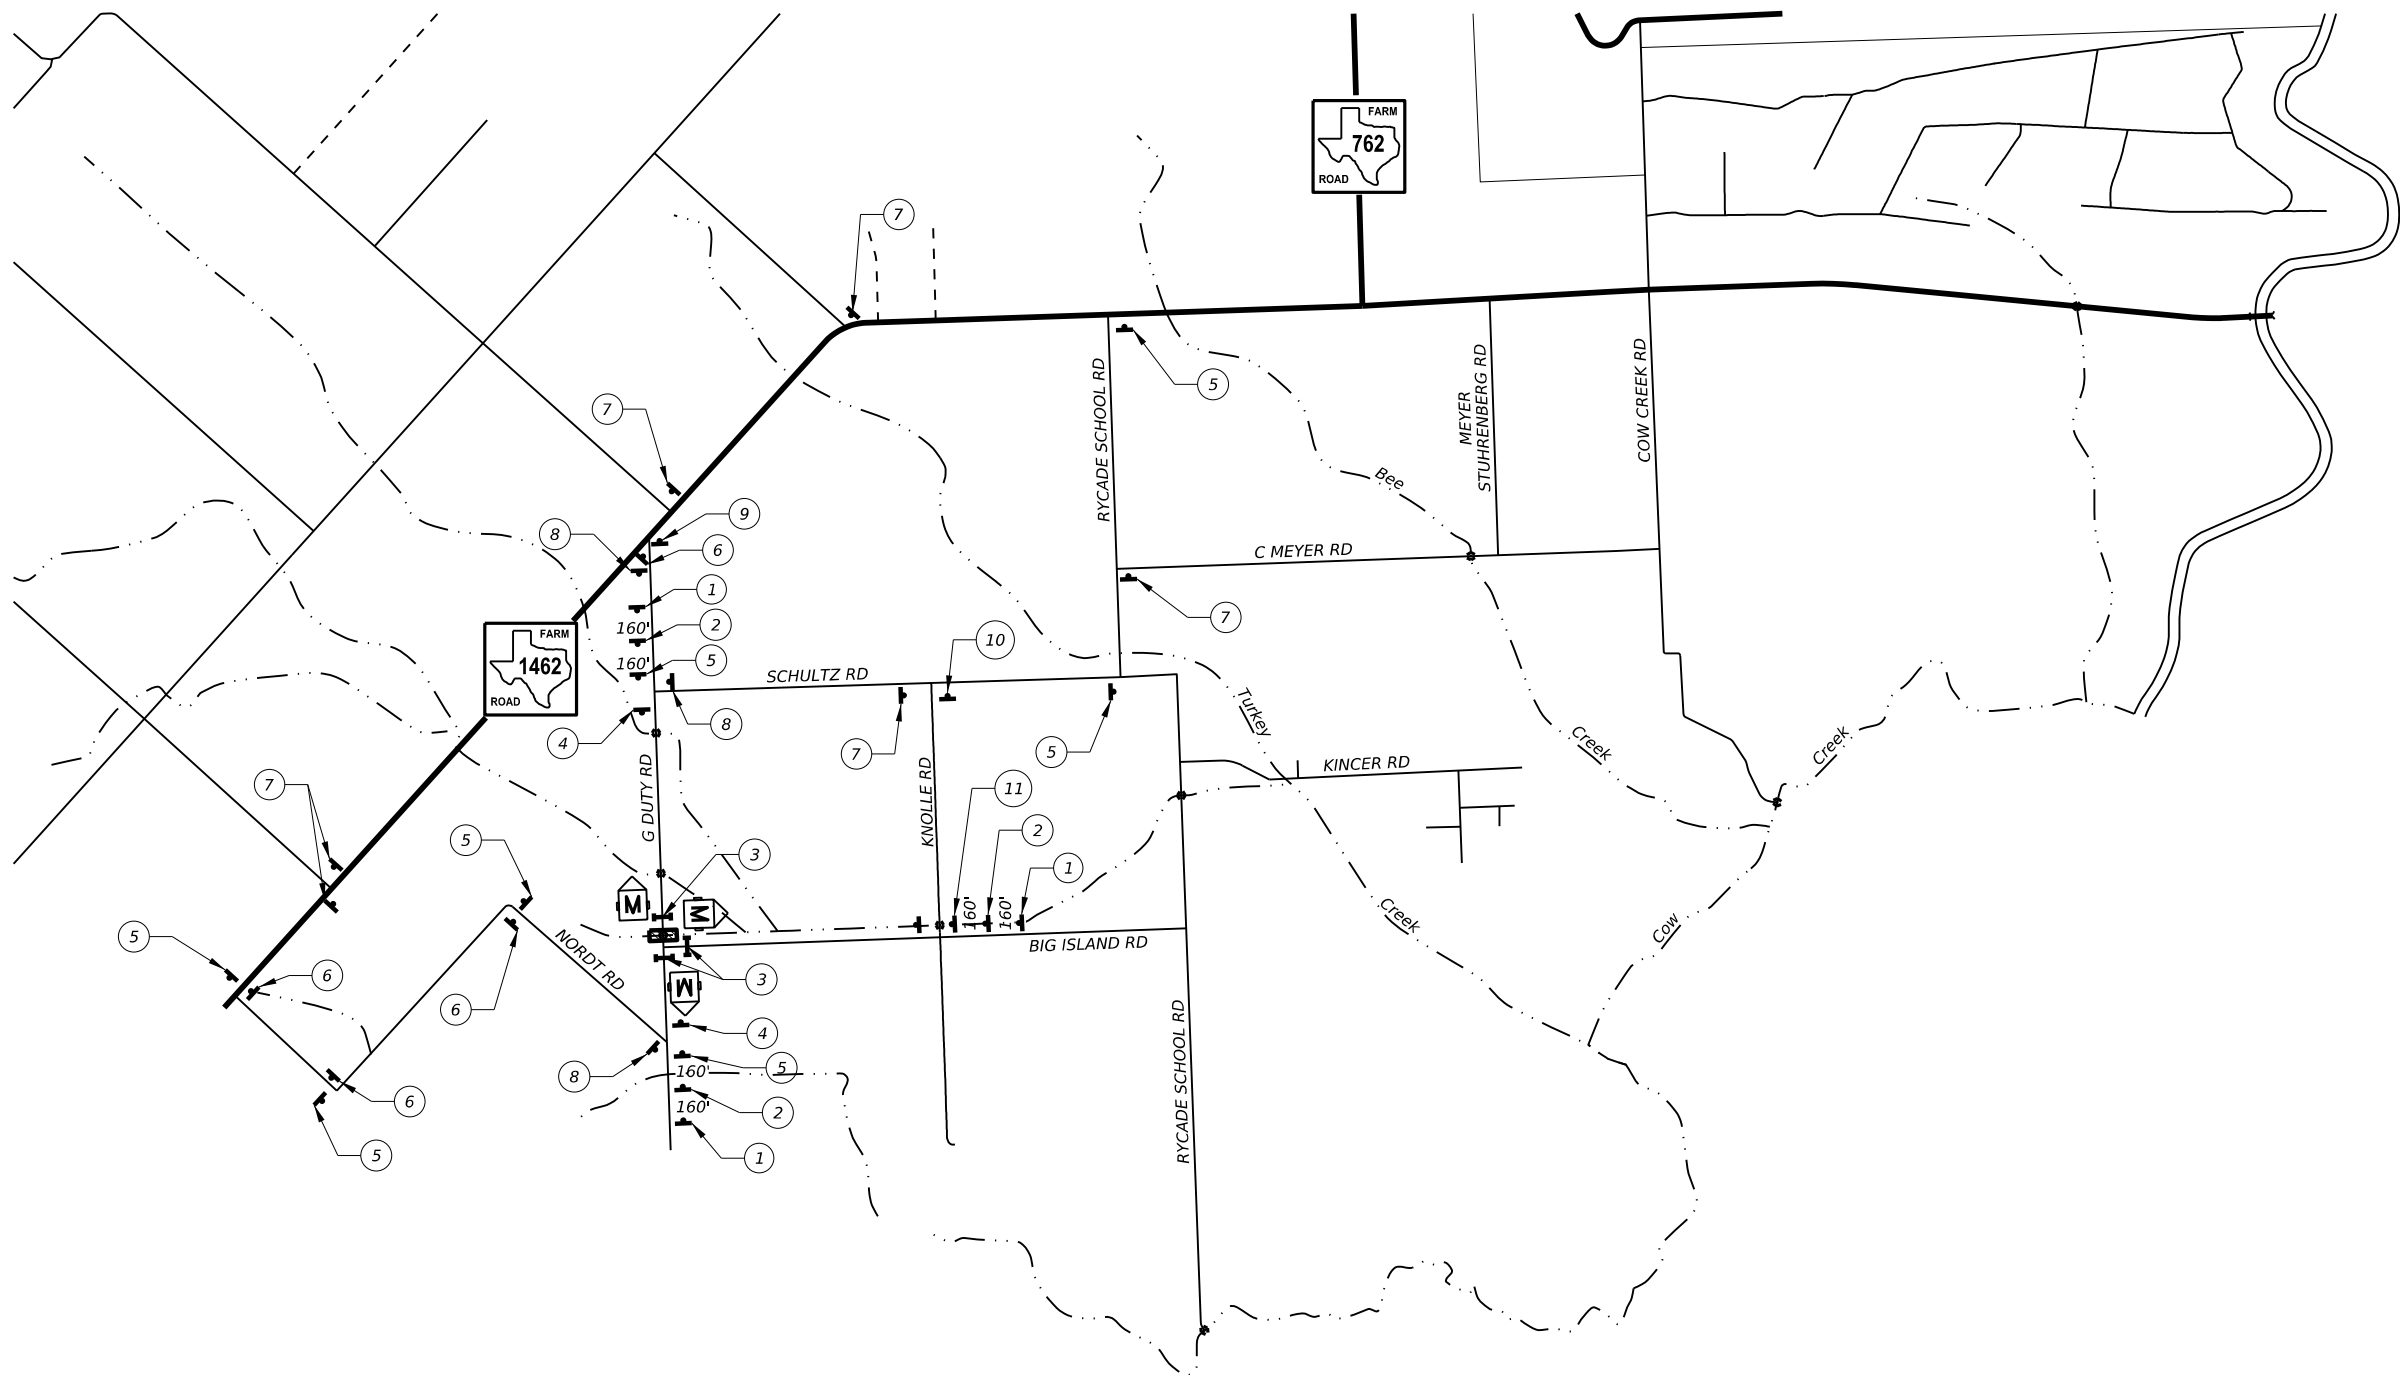 FARM
762
ROAD
7
RYCADE SCHOOL RD
5
MEYER
STUHRENBERG RD
COW CREEK RD
7
Bee
9
8
6
C MEYER RD
1
160'
2
7
FARM
1462
ROAD
160'
5
10
SCHULTZ RD
4
8
7
5
Turkey
Creek
Creek
KINCER RD
G DUTY RD
KNOLLE RD
7
11
5
2
3
1
M
M
160'
160'
Creek
Cow
5
NORDT RD
BIG ISLAND RD
6
3
6
M
4
RYCADE SCHOOL RD
8
5
160'
6
160'
2
5
1